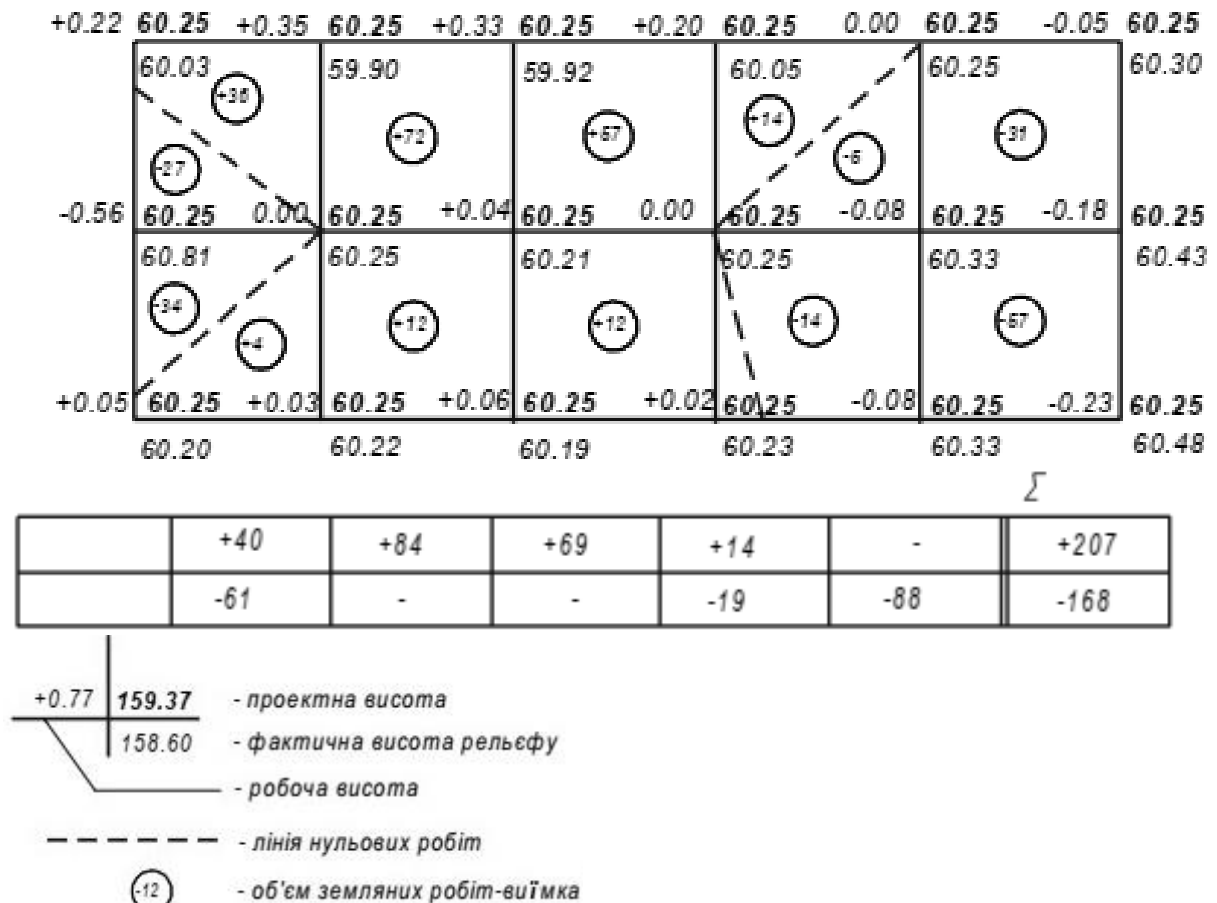 +0.22 60.25 +0.35 60.25 +0.33 60.25 +0.20 60.25 0.00 60.25 -0.05 60.25
60.03 59.90 59.92 60.05 60.25 60.30
+36 +72 +57 +14 -5 -31
-27
-0.56 60.25 0.00 60.25 +0.04 60.25 0.00 60.25 -0.08 60.25 -0.18 60.25
60.81 60.25 60.21 60.25 60.33 60.43
-34 +4 +12 +12 -14 -57
+0.05 60.25 +0.03 60.25 +0.06 60.25 +0.02 60.25 -0.08 60.25 -0.23 60.25
60.20 60.22 60.19 60.23 60.33 60.48
Σ
+40 +84 +69 +14 - +207
-61 - - -19 -88 -168
+0.77 159.37 - проектна висота
158.60 - фактична висота рельєфу
- робоча висота
- лінія нульових робіт
-12 - об'єм земляних робіт-виїмка